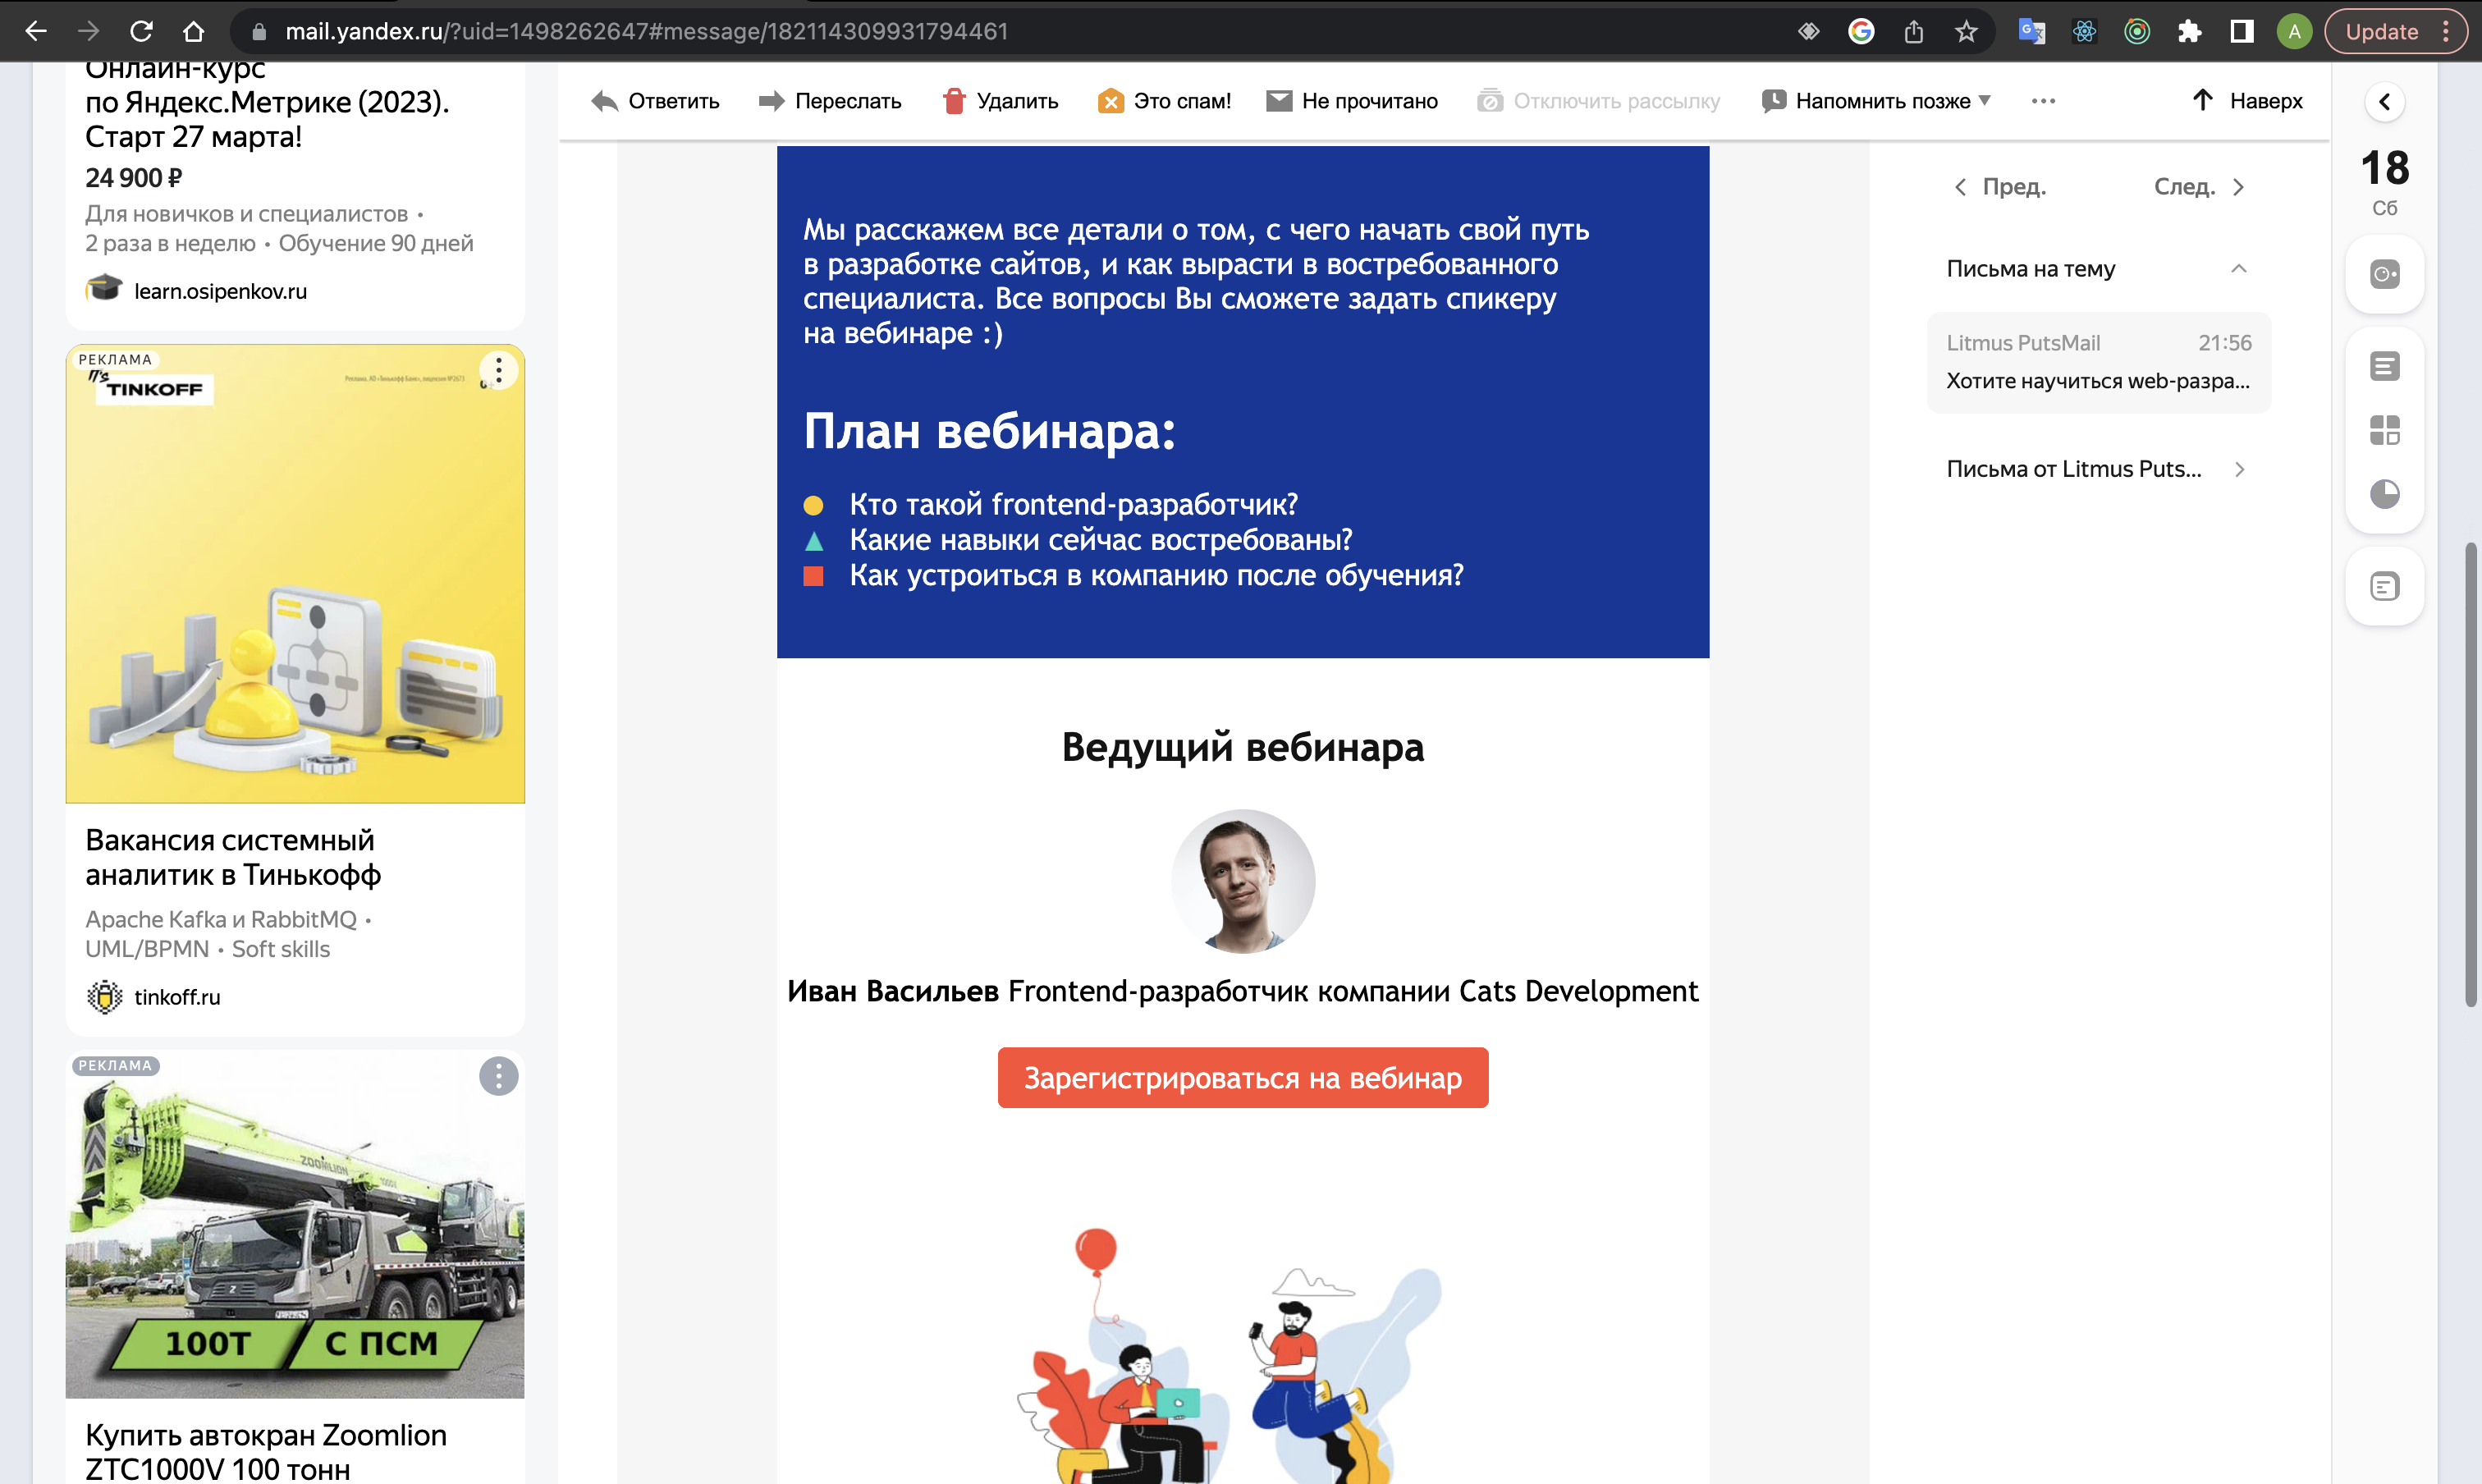 mail.yandex.ru/?uid=1498262647#message/182114309931794461
A
Update
Онлайн-курс
по Яндекс.Метрике (2023).
Старт 27 марта!
24 900 ₽
Для новичков и специалистов •
2 раза в неделю • Обучение 90 дней
learn.osipenkov.ru
РЕКЛАМА
IT's
TINKOFF
Вакансия системный
аналитик в Тинькофф
Apache Kafka и RabbitMQ •
UML/BPMN • Soft skills
tinkoff.ru
РЕКЛАМА
ZOOMLION
100Т
С ПСМ
Купить автокран Zoomlion
ZTC1000V 100 тонн
Ответить
Переслать
Удалить
Это спам!
Не прочитано
Отключить рассылку
Напомнить позже
Наверх
Мы расскажем все детали о том, с чего начать свой путь
в разработке сайтов, и как вырасти в востребованного
специалиста. Все вопросы Вы сможете задать спикеру
на вебинаре :)
План вебинара:
Кто такой frontend-разработчик?
Какие навыки сейчас востребованы?
Как устроиться в компанию после обучения?
Ведущий вебинара
Иван Васильев Frontend-разработчик компании Cats Development
Зарегистрироваться на вебинар
Пред.
След.
Письма на тему
Litmus PutsMail
21:56
Хотите научиться web-разра...
Письма от Litmus Puts...
18
Сб